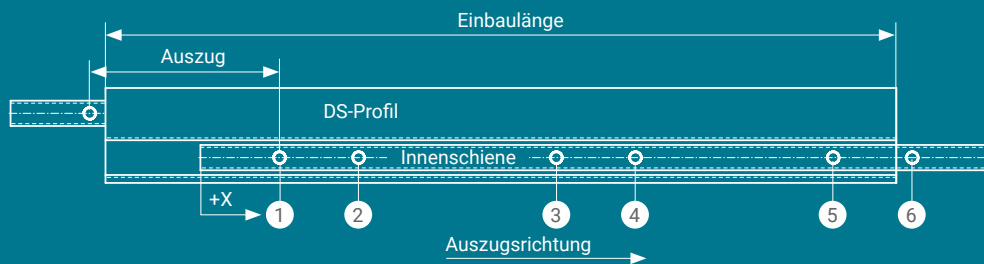 Einbaulänge
Auszug
DS-Profil
Innenschiene
+X
1 2 3 4 5 6
Auszugsrichtung